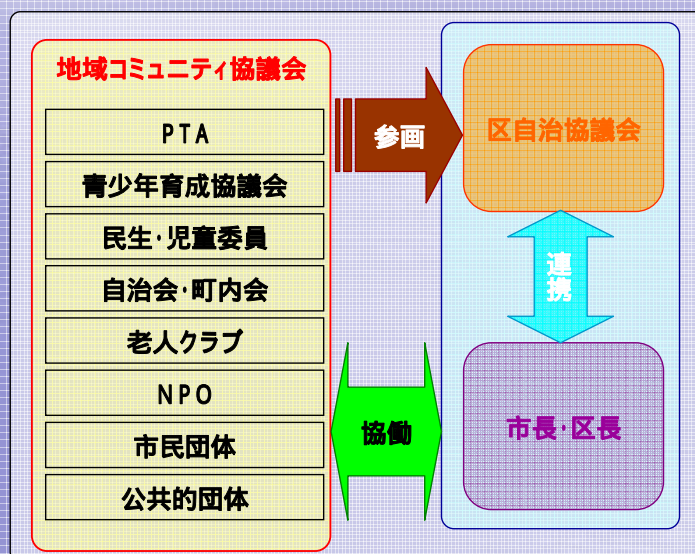 地域コミュニティ協議会
PTA
青少年育成協議会
民生・児童委員
自治会・町内会
老人クラブ
NPO
市民団体
公共的団体
参画
協働
区自治協議会
連携
市長・区長